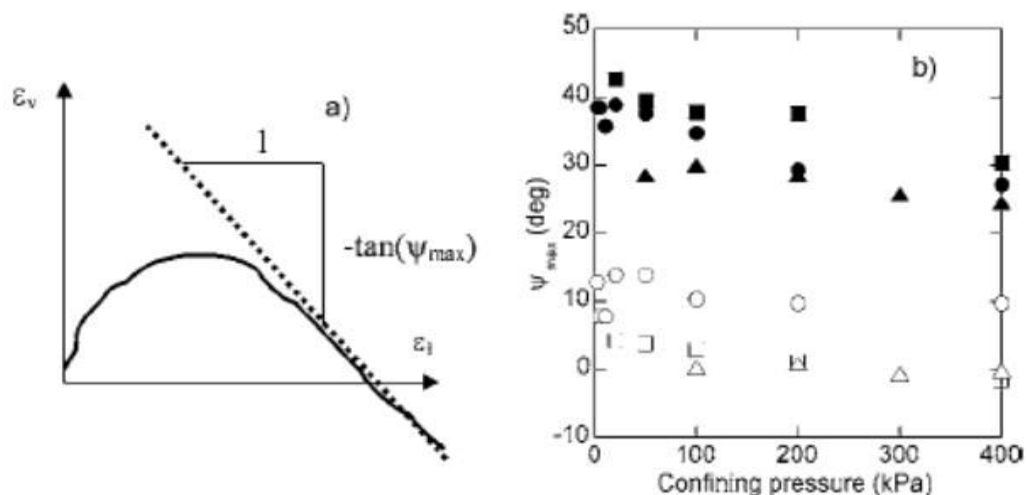 εᵥ
a)
1
-tan(ψmax)
ε₁
b)
ψ max (deg)
50
40
30
20
10
0
-10
0
100
200
300
400
Confining pressure (kPa)